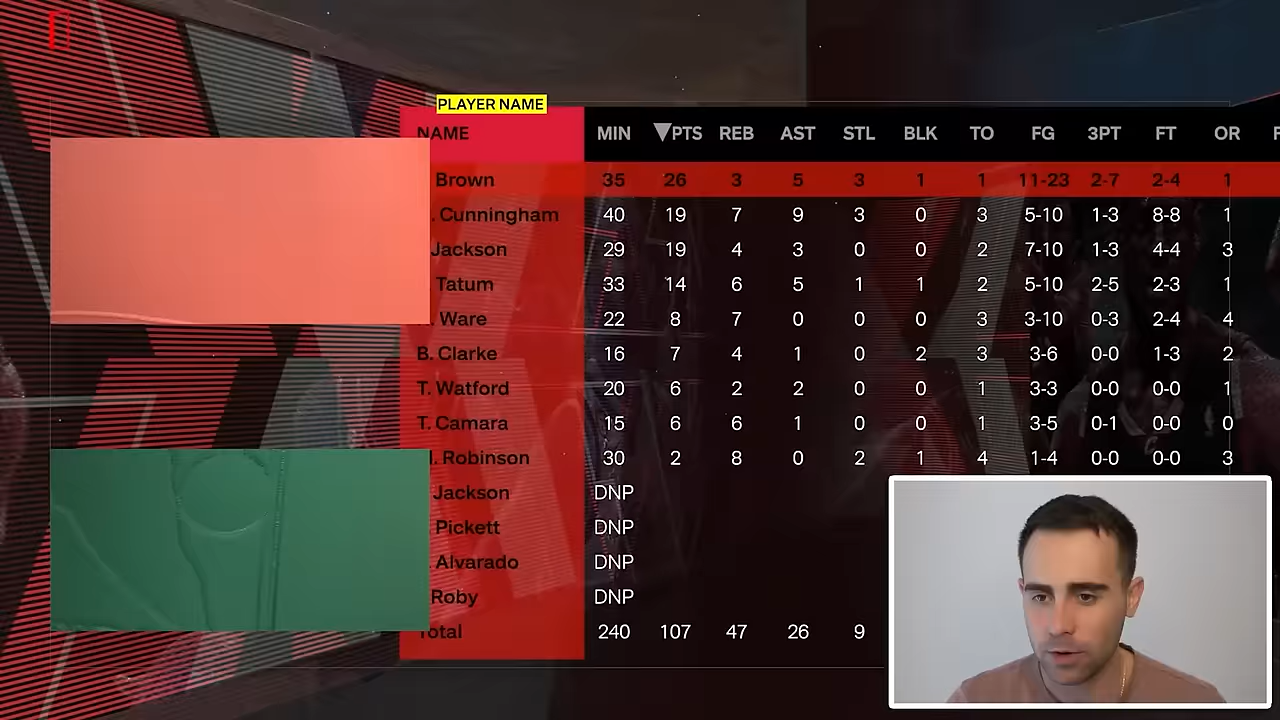 PLAYER NAME
NAME MIN ▼PTS REB AST STL BLK TO FG 3PT FT OR
Brown 35 26 3 5 3 1 1 11-23 2-7 2-4 1
. Cunningham 40 19 7 9 3 0 3 5-10 1-3 8-8 1
Jackson 29 19 4 3 0 0 2 7-10 1-3 4-4 3
Tatum 33 14 6 5 1 1 2 5-10 2-5 2-3 1
Ware 22 8 7 0 0 0 3 3-10 0-3 2-4 4
B. Clarke 16 7 4 1 0 2 3 3-6 0-0 1-3 2
T. Watford 20 6 2 2 0 0 1 3-3 0-0 0-0 1
T. Camara 15 6 6 1 0 0 1 3-5 0-1 0-0 0
. Robinson 30 2 8 0 2 1 4 1-4 0-0 0-0 3
Jackson DNP
Pickett DNP
. Alvarado DNP
Roby DNP
Total 240 107 47 26 9